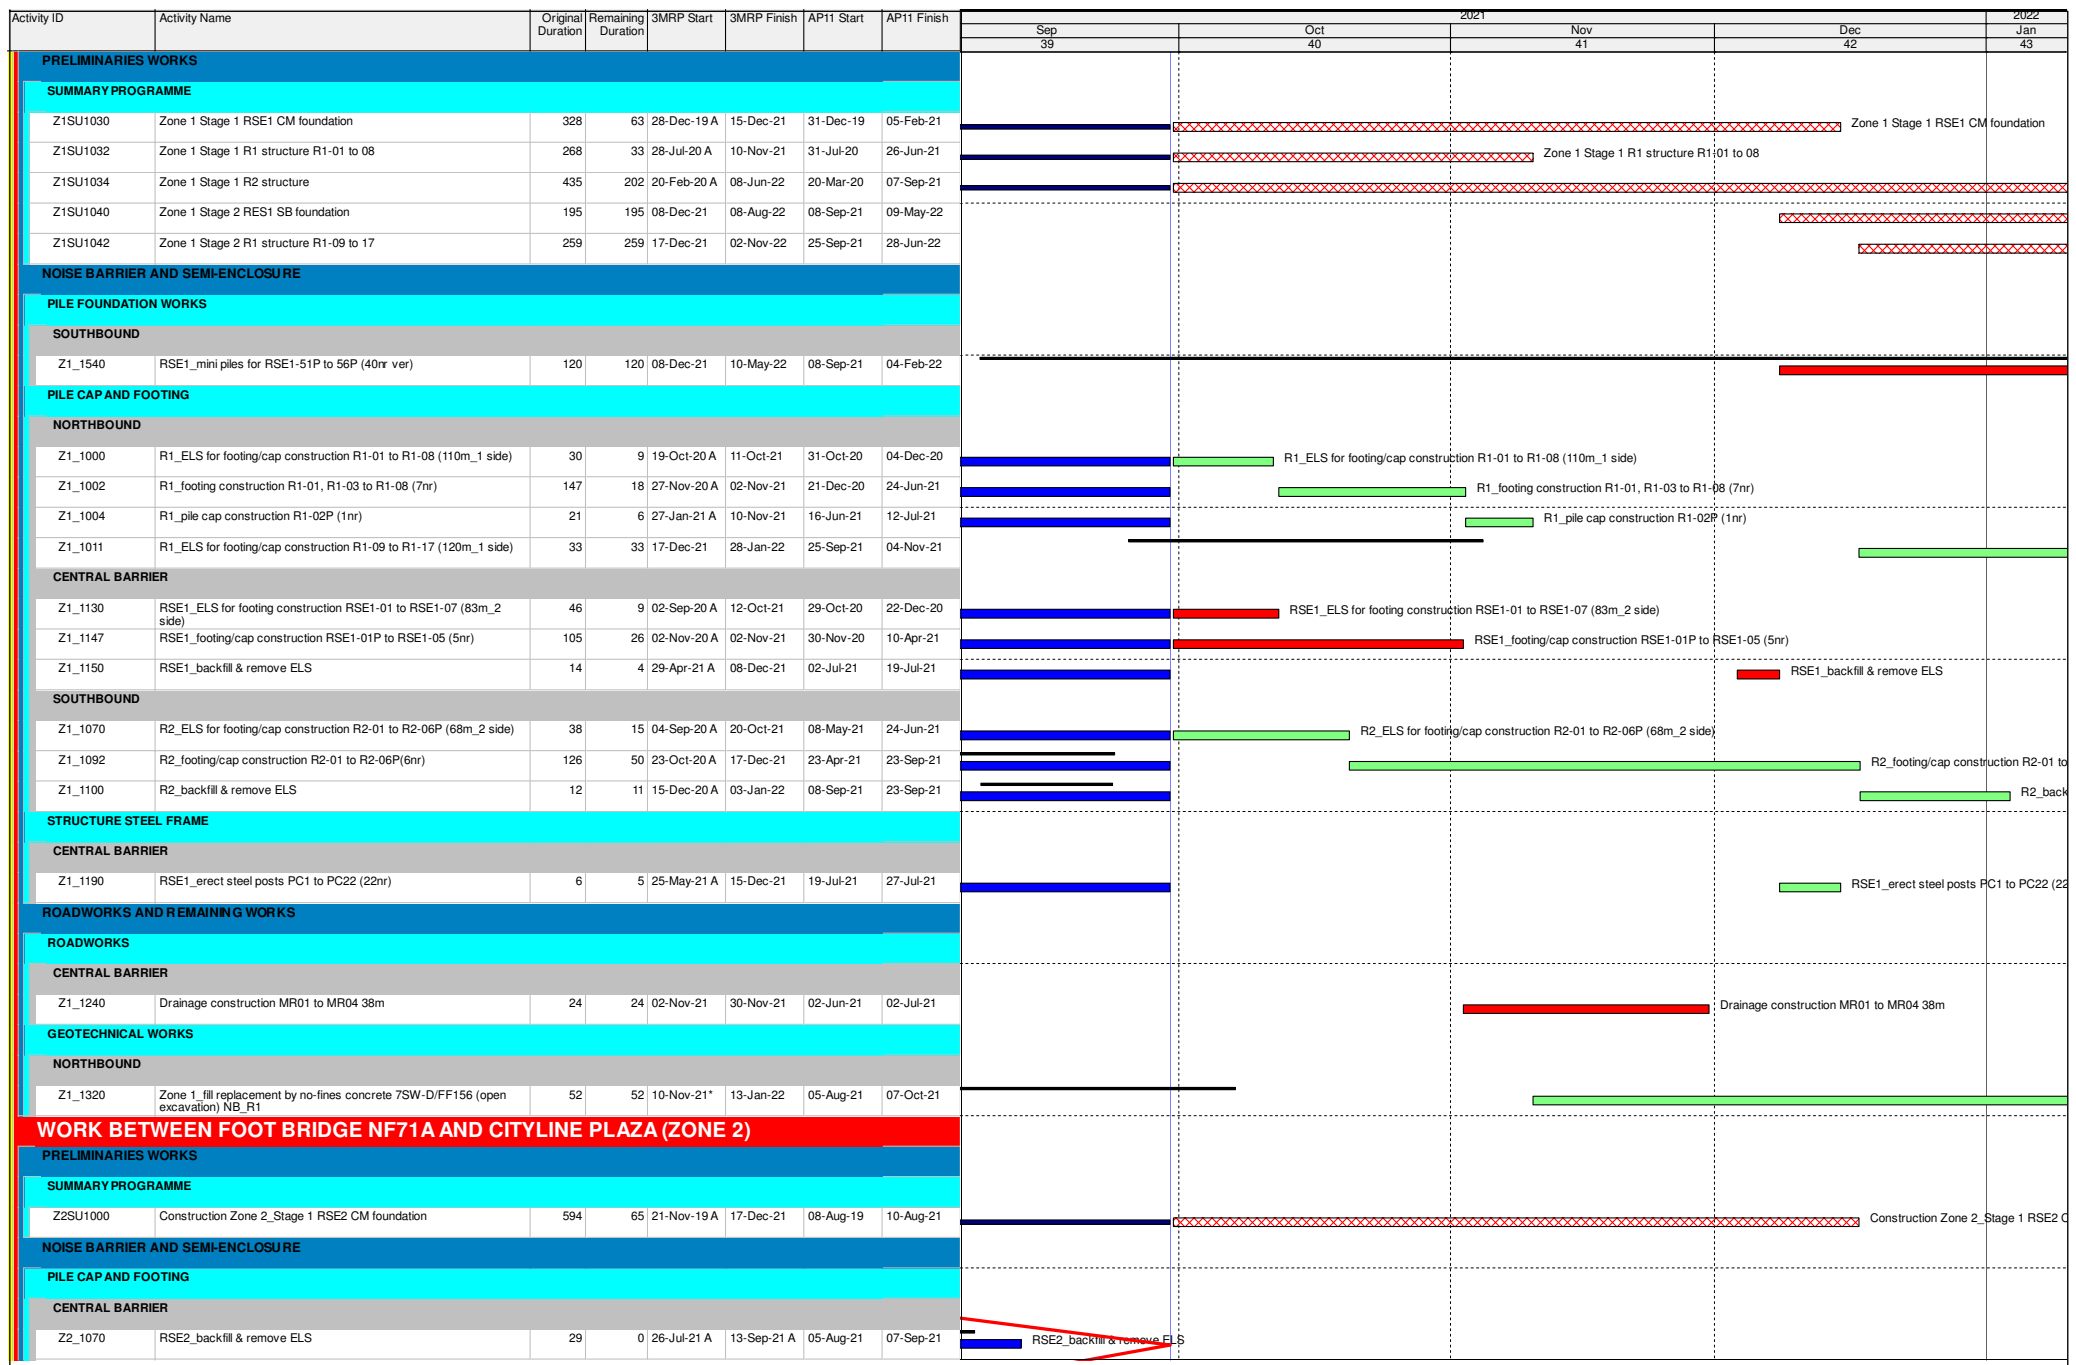 Activity ID Activity Name Original Duration Remaining Duration 3MRP Start 3MRP Finish AP11 Start AP11 Finish 2021 2022
Sep Oct Nov Dec Jan
39 40 41 42 43
PRELIMINARIES WORKS
SUMMARY PROGRAMME
Z1SU1030 Zone 1 Stage 1 RSE1 CM foundation 328 63 28-Dec-19 A 15-Dec-21 31-Dec-19 05-Feb-21 Zone 1 Stage 1 RSE1 CM foundation
Z1SU1032 Zone 1 Stage 1 R1 structure R1-01 to 08 268 33 28-Jul-20 A 10-Nov-21 31-Jul-20 26-Jun-21 Zone 1 Stage 1 R1 structure R1-01 to 08
Z1SU1034 Zone 1 Stage 1 R2 structure 435 202 20-Feb-20 A 08-Jun-22 20-Mar-20 07-Sep-21
Z1SU1040 Zone 1 Stage 2 RES1 SB foundation 195 195 08-Dec-21 08-Aug-22 08-Sep-21 09-May-22
Z1SU1042 Zone 1 Stage 2 R1 structure R1-09 to 17 259 259 17-Dec-21 02-Nov-22 25-Sep-21 28-Jun-22
NOISE BARRIER AND SEMI-ENCLOSURE
PILE FOUNDATION WORKS
SOUTHBOUND
Z1_1540 RSE1_mini piles for RSE1-51P to 56P (40nr ver) 120 120 08-Dec-21 10-May-22 08-Sep-21 04-Feb-22
PILE CAP AND FOOTING
NORTHBOUND
Z1_1000 R1_ELS for footing/cap construction R1-01 to R1-08 (110m_1 side) 30 9 19-Oct-20 A 11-Oct-21 31-Oct-20 04-Dec-20 R1_ELS for footing/cap construction R1-01 to R1-08 (110m_1 side)
Z1_1002 R1_footing construction R1-01, R1-03 to R1-08 (7nr) 147 18 27-Nov-20 A 02-Nov-21 21-Dec-20 24-Jun-21 R1_footing construction R1-01, R1-03 to R1-08 (7nr)
Z1_1004 R1_pile cap construction R1-02P (1nr) 21 6 27-Jan-21 A 10-Nov-21 16-Jun-21 12-Jul-21 R1_pile cap construction R1-02P (1nr)
Z1_1011 R1_ELS for footing/cap construction R1-09 to R1-17 (120m_1 side) 33 33 17-Dec-21 28-Jan-22 25-Sep-21 04-Nov-21
CENTRAL BARRIER
Z1_1130 RSE1_ELS for footing construction RSE1-01 to RSE1-07 (83m_2 side) 46 9 02-Sep-20 A 12-Oct-21 29-Oct-20 22-Dec-20 RSE1_ELS for footing construction RSE1-01 to RSE1-07 (83m_2 side)
Z1_1147 RSE1_footing/cap construction RSE1-01P to RSE1-05 (5nr) 105 26 02-Nov-20 A 02-Nov-21 30-Nov-20 10-Apr-21 RSE1_footing/cap construction RSE1-01P to RSE1-05 (5nr)
Z1_1150 RSE1_backfill & remove ELS 14 4 29-Apr-21 A 08-Dec-21 02-Jul-21 19-Jul-21 RSE1_backfill & remove ELS
SOUTHBOUND
Z1_1070 R2_ELS for footing/cap construction R2-01 to R2-06P (68m_2 side) 38 15 04-Sep-20 A 20-Oct-21 08-May-21 24-Jun-21 R2_ELS for footing/cap construction R2-01 to R2-06P (68m_2 side)
Z1_1092 R2_footing/cap construction R2-01 to R2-06P(6nr) 126 50 23-Oct-20 A 17-Dec-21 23-Apr-21 23-Sep-21 R2_footing/cap construction R2-01 to
Z1_1100 R2_backfill & remove ELS 12 11 15-Dec-20 A 03-Jan-22 08-Sep-21 23-Sep-21 R2_back
STRUCTURE STEEL FRAME
CENTRAL BARRIER
Z1_1190 RSE1_erect steel posts PC1 to PC22 (22nr) 6 5 25-May-21 A 15-Dec-21 19-Jul-21 27-Jul-21 RSE1_erect steel posts PC1 to PC22 (22
ROADWORKS AND REMAINING WORKS
ROADWORKS
CENTRAL BARRIER
Z1_1240 Drainage construction MR01 to MR04 38m 24 24 02-Nov-21 30-Nov-21 02-Jun-21 02-Jul-21 Drainage construction MR01 to MR04 38m
GEOTECHNICAL WORKS
NORTHBOUND
Z1_1320 Zone 1_fill replacement by no-fines concrete 7SW-D/FF156 (open excavation) NB_R1 52 52 10-Nov-21* 13-Jan-22 05-Aug-21 07-Oct-21
WORK BETWEEN FOOT BRIDGE NF71A AND CITYLINE PLAZA (ZONE 2)
PRELIMINARIES WORKS
SUMMARY PROGRAMME
Z2SU1000 Construction Zone 2_Stage 1 RSE2 CM foundation 594 65 21-Nov-19 A 17-Dec-21 08-Aug-19 10-Aug-21 Construction Zone 2_Stage 1 RSE2 C
NOISE BARRIER AND SEMI-ENCLOSURE
PILE CAP AND FOOTING
CENTRAL BARRIER
Z2_1070 RSE2_backfill & remove ELS 29 0 26-Jul-21 A 13-Sep-21 A 05-Aug-21 07-Sep-21 RSE2_backfill & remove ELS